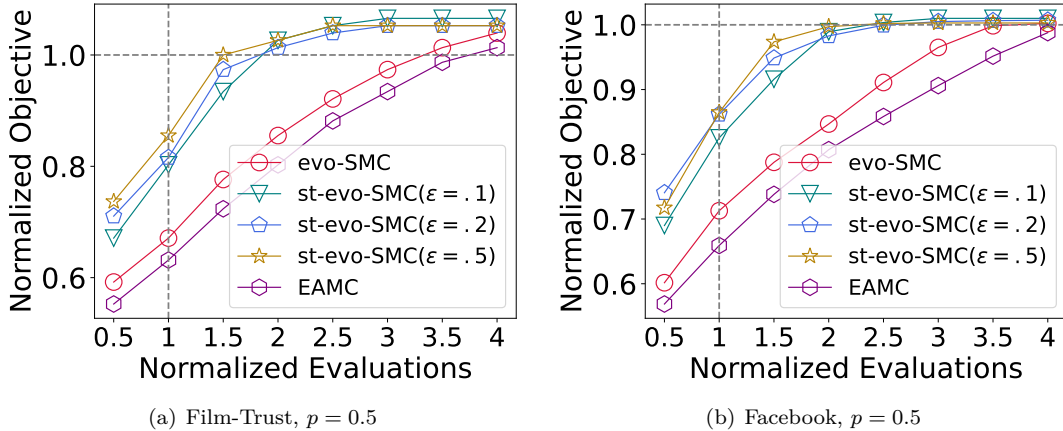 Normalized Objective
1.0
0.8
0.6
evo-SMC
st-evo-SMC(ε = .1)
st-evo-SMC(ε = .2)
st-evo-SMC(ε = .5)
EAMC
0.5 1 1.5 2 2.5 3 3.5 4
Normalized Evaluations
(a) Film-Trust, p = 0.5
Normalized Objective
1.0
0.9
0.8
0.7
0.6
evo-SMC
st-evo-SMC(ε = .1)
st-evo-SMC(ε = .2)
st-evo-SMC(ε = .5)
EAMC
0.5 1 1.5 2 2.5 3 3.5 4
Normalized Evaluations
(b) Facebook, p = 0.5